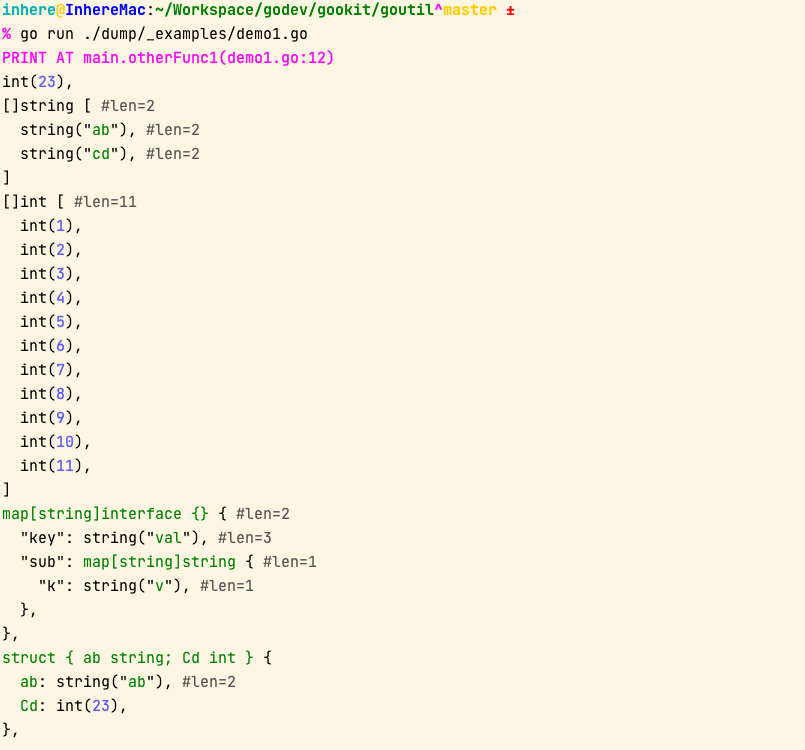 inhere@InhereMac:~/Workspace/godev/gookit/goutil^master ±
% go run ./dump/_examples/demo1.go
PRINT AT main.otherFunc1(demo1.go:12)
int(23),
[]string [ #len=2
  string("ab"), #len=2
  string("cd"), #len=2
]
[]int [ #len=11
  int(1),
  int(2),
  int(3),
  int(4),
  int(5),
  int(6),
  int(7),
  int(8),
  int(9),
  int(10),
  int(11),
]
map[string]interface {} { #len=2
  "key": string("val"), #len=3
  "sub": map[string]string { #len=1
    "k": string("v"), #len=1
  },
},
struct { ab string; Cd int } {
  ab: string("ab"), #len=2
  Cd: int(23),
},